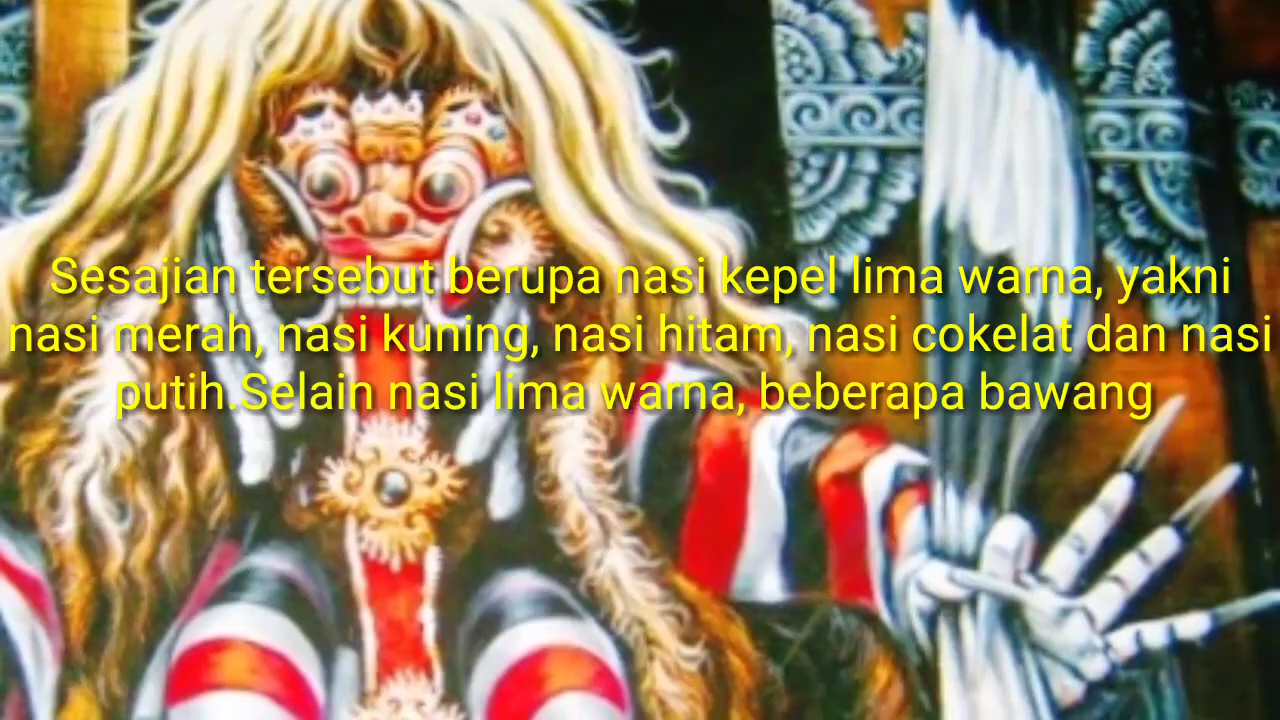 Sesajian tersebut berupa nasi kepel lima warna, yakni
nasi merah, nasi kuning, nasi hitam, nasi cokelat dan nasi
putih.Selain nasi lima warna, beberapa bawang